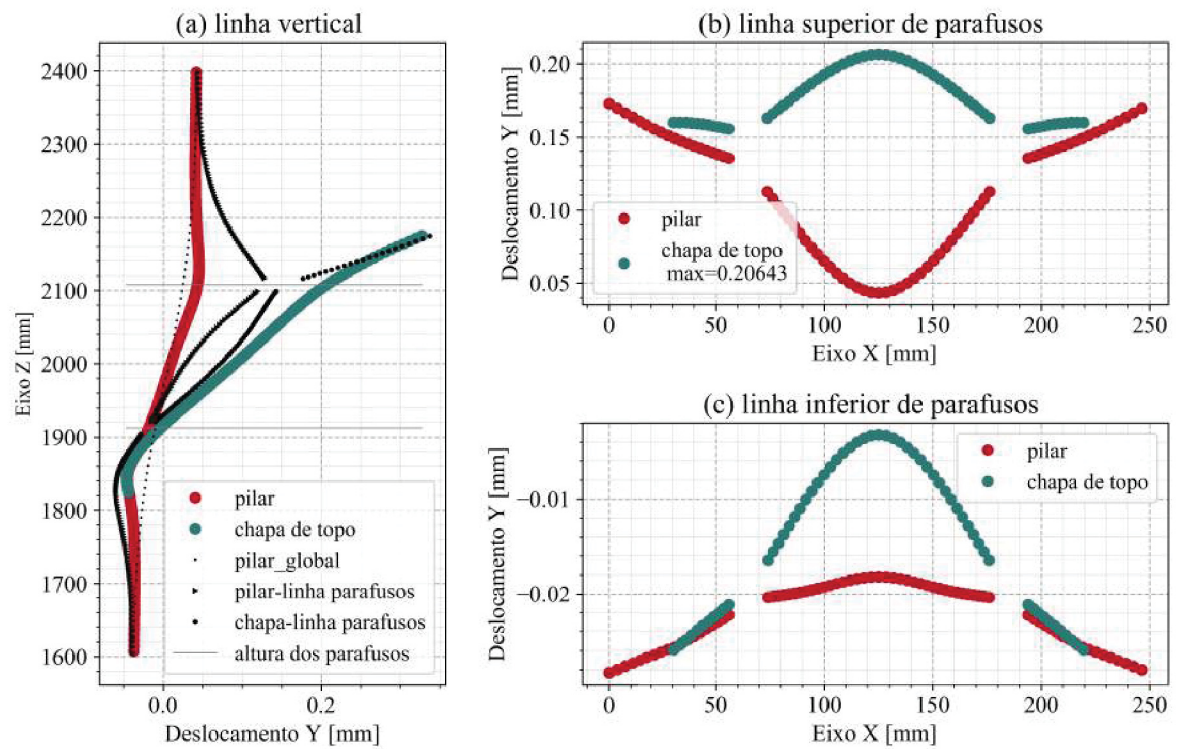 (a) linha vertical
2400
2300
2200
2100
2000
1900
1800
1700
1600
Eixo Z [mm]
0.0
0.2
Deslocamento Y [mm]
pilar
chapa de topo
pilar_global
pilar-linha parafusos
chapa-linha parafusos
altura dos parafusos
(b) linha superior de parafusos
0.20
0.15
0.10
0.05
Deslocamento Y [mm]
pilar
chapa de topo
max=0.20643
0
50
100
150
200
250
Eixo X [mm]
(c) linha inferior de parafusos
−0.01
−0.02
Deslocamento Y [mm]
pilar
chapa de topo
0
50
100
150
200
250
Eixo X [mm]